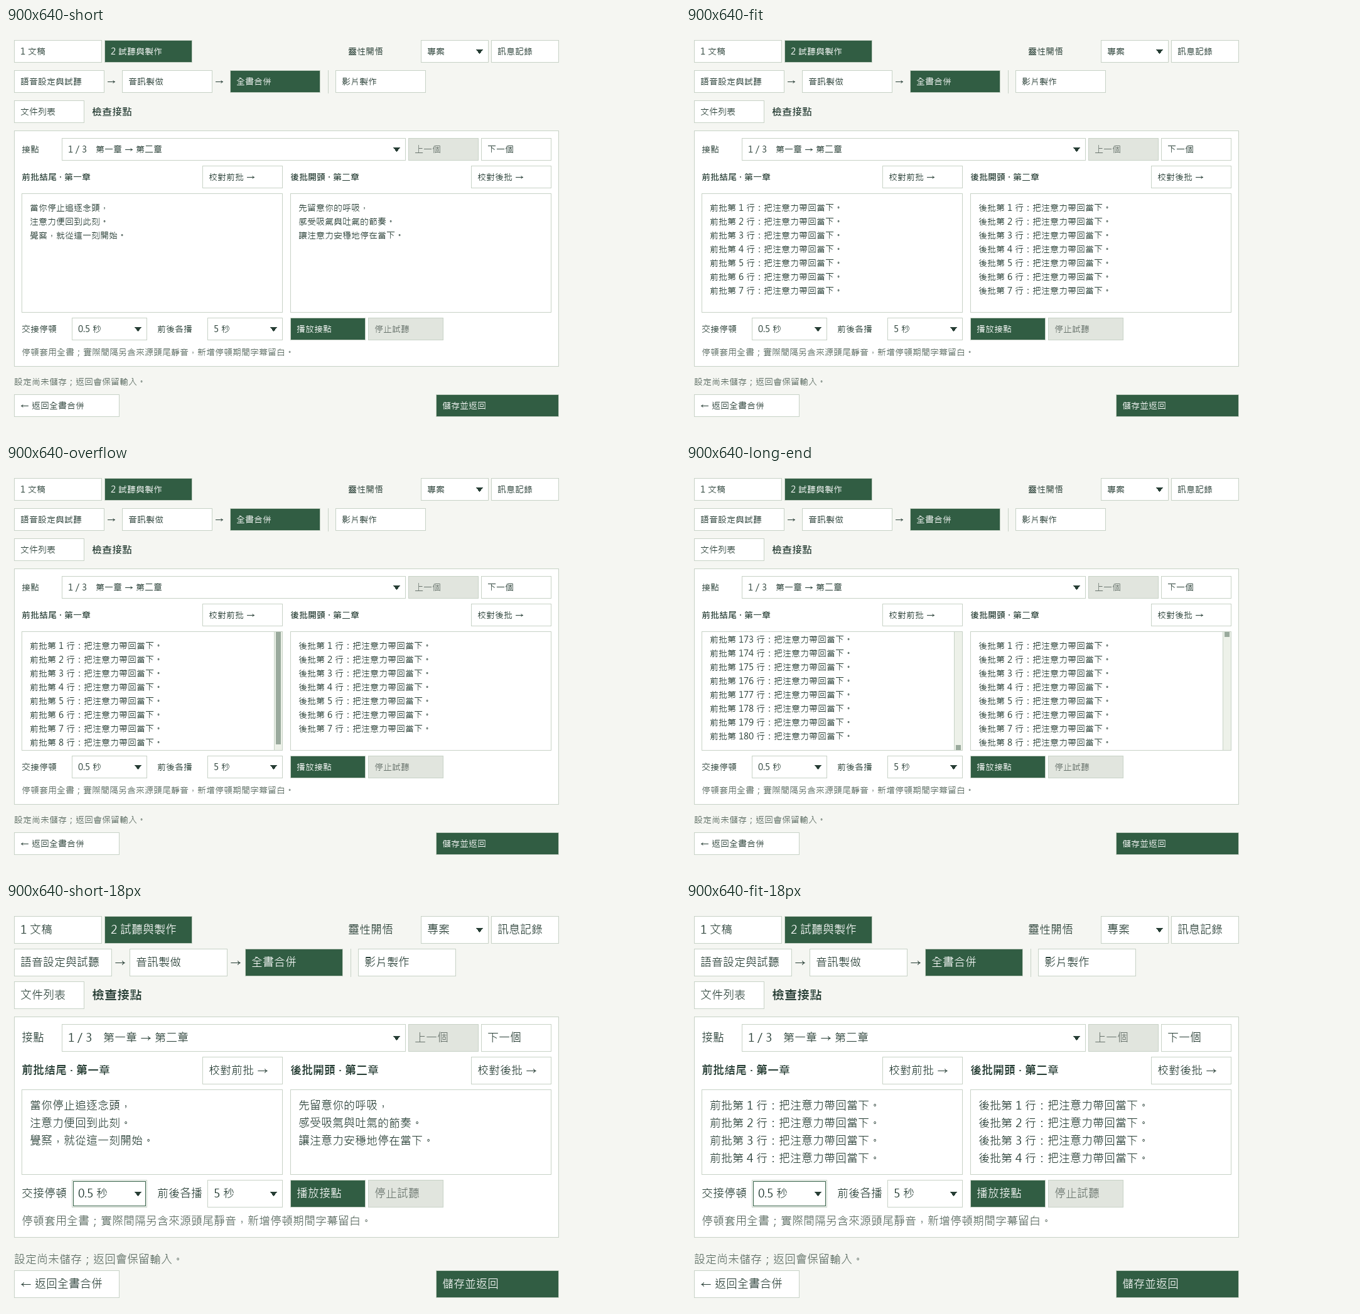 900x640-short
1 文稿 2 試聽與製作 靈性開悟 專案 訊息記錄
語音設定與試聽 → 音訊製做 → 全書合併 影片製作
文件列表 檢查接點
接點 1 / 3 第一章 → 第二章 上一個 下一個
前批結尾 · 第一章 校對前批 → 後批開頭 · 第二章 校對後批 →
當你停止追逐念頭，
注意力便回到此刻。
覺察，就從這一刻開始。
先留意你的呼吸，
感受吸氣與吐氣的節奏。
讓注意力安穩地停在當下。
交接停頓 0.5 秒 前後各播 5 秒 播放接點 停止試聽
停頓套用全書；實際間隔另含來源頭尾靜音，新增停頓期間字幕留白。
設定尚未儲存；返回會保留輸入。
← 返回全書合併 儲存並返回
900x640-fit
1 文稿 2 試聽與製作 靈性開悟 專案 訊息記錄
語音設定與試聽 → 音訊製做 → 全書合併 影片製作
文件列表 檢查接點
接點 1 / 3 第一章 → 第二章 上一個 下一個
前批結尾 · 第一章 校對前批 → 後批開頭 · 第二章 校對後批 →
前批第 1 行：把注意力帶回當下。
前批第 2 行：把注意力帶回當下。
前批第 3 行：把注意力帶回當下。
前批第 4 行：把注意力帶回當下。
前批第 5 行：把注意力帶回當下。
前批第 6 行：把注意力帶回當下。
前批第 7 行：把注意力帶回當下。
後批第 1 行：把注意力帶回當下。
後批第 2 行：把注意力帶回當下。
後批第 3 行：把注意力帶回當下。
後批第 4 行：把注意力帶回當下。
後批第 5 行：把注意力帶回當下。
後批第 6 行：把注意力帶回當下。
後批第 7 行：把注意力帶回當下。
交接停頓 0.5 秒 前後各播 5 秒 播放接點 停止試聽
停頓套用全書；實際間隔另含來源頭尾靜音，新增停頓期間字幕留白。
設定尚未儲存；返回會保留輸入。
← 返回全書合併 儲存並返回
900x640-overflow
1 文稿 2 試聽與製作 靈性開悟 專案 訊息記錄
語音設定與試聽 → 音訊製做 → 全書合併 影片製作
文件列表 檢查接點
接點 1 / 3 第一章 → 第二章 上一個 下一個
前批結尾 · 第一章 校對前批 → 後批開頭 · 第二章 校對後批 →
前批第 1 行：把注意力帶回當下。
前批第 2 行：把注意力帶回當下。
前批第 3 行：把注意力帶回當下。
前批第 4 行：把注意力帶回當下。
前批第 5 行：把注意力帶回當下。
前批第 6 行：把注意力帶回當下。
前批第 7 行：把注意力帶回當下。
前批第 8 行：把注意力帶回當下。
後批第 1 行：把注意力帶回當下。
後批第 2 行：把注意力帶回當下。
後批第 3 行：把注意力帶回當下。
後批第 4 行：把注意力帶回當下。
後批第 5 行：把注意力帶回當下。
後批第 6 行：把注意力帶回當下。
後批第 7 行：把注意力帶回當下。
交接停頓 0.5 秒 前後各播 5 秒 播放接點 停止試聽
停頓套用全書；實際間隔另含來源頭尾靜音，新增停頓期間字幕留白。
設定尚未儲存；返回會保留輸入。
← 返回全書合併 儲存並返回
900x640-long-end
1 文稿 2 試聽與製作 靈性開悟 專案 訊息記錄
語音設定與試聽 → 音訊製做 → 全書合併 影片製作
文件列表 檢查接點
接點 1 / 3 第一章 → 第二章 上一個 下一個
前批結尾 · 第一章 校對前批 → 後批開頭 · 第二章 校對後批 →
前批第 173 行：把注意力帶回當下。
前批第 174 行：把注意力帶回當下。
前批第 175 行：把注意力帶回當下。
前批第 176 行：把注意力帶回當下。
前批第 177 行：把注意力帶回當下。
前批第 178 行：把注意力帶回當下。
前批第 179 行：把注意力帶回當下。
前批第 180 行：把注意力帶回當下。
後批第 1 行：把注意力帶回當下。
後批第 2 行：把注意力帶回當下。
後批第 3 行：把注意力帶回當下。
後批第 4 行：把注意力帶回當下。
後批第 5 行：把注意力帶回當下。
後批第 6 行：把注意力帶回當下。
後批第 7 行：把注意力帶回當下。
後批第 8 行：把注意力帶回當下。
交接停頓 0.5 秒 前後各播 5 秒 播放接點 停止試聽
停頓套用全書；實際間隔另含來源頭尾靜音，新增停頓期間字幕留白。
設定尚未儲存；返回會保留輸入。
← 返回全書合併 儲存並返回
900x640-short-18px
1 文稿 2 試聽與製作 靈性開悟 專案 訊息記錄
語音設定與試聽 → 音訊製做 → 全書合併 影片製作
文件列表 檢查接點
接點 1 / 3 第一章 → 第二章 上一個 下一個
前批結尾 · 第一章 校對前批 → 後批開頭 · 第二章 校對後批 →
當你停止追逐念頭，
注意力便回到此刻。
覺察，就從這一刻開始。
先留意你的呼吸，
感受吸氣與吐氣的節奏。
讓注意力安穩地停在當下。
交接停頓 0.5 秒 前後各播 5 秒 播放接點 停止試聽
停頓套用全書；實際間隔另含來源頭尾靜音，新增停頓期間字幕留白。
設定尚未儲存；返回會保留輸入。
← 返回全書合併 儲存並返回
900x640-fit-18px
1 文稿 2 試聽與製作 靈性開悟 專案 訊息記錄
語音設定與試聽 → 音訊製做 → 全書合併 影片製作
文件列表 檢查接點
接點 1 / 3 第一章 → 第二章 上一個 下一個
前批結尾 · 第一章 校對前批 → 後批開頭 · 第二章 校對後批 →
前批第 1 行：把注意力帶回當下。
前批第 2 行：把注意力帶回當下。
前批第 3 行：把注意力帶回當下。
前批第 4 行：把注意力帶回當下。
後批第 1 行：把注意力帶回當下。
後批第 2 行：把注意力帶回當下。
後批第 3 行：把注意力帶回當下。
後批第 4 行：把注意力帶回當下。
交接停頓 0.5 秒 前後各播 5 秒 播放接點 停止試聽
停頓套用全書；實際間隔另含來源頭尾靜音，新增停頓期間字幕留白。
設定尚未儲存；返回會保留輸入。
← 返回全書合併 儲存並返回